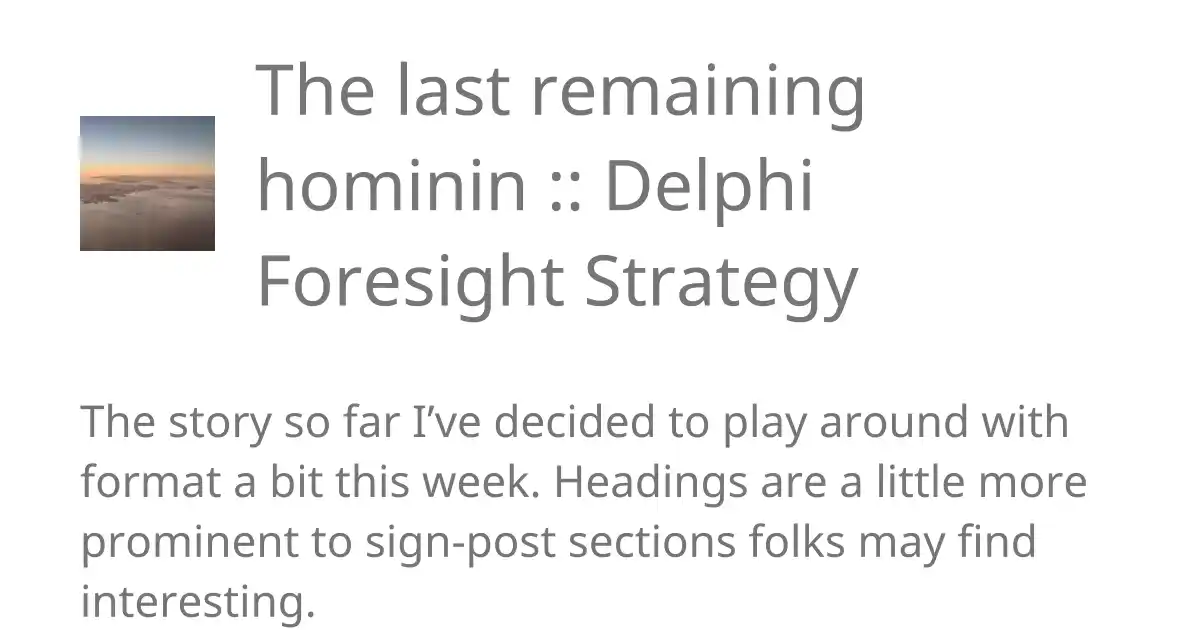 The last remaining
hominin :: Delphi
Foresight Strategy
The story so far I’ve decided to play around with
format a bit this week. Headings are a little more
prominent to sign-post sections folks may find
interesting.